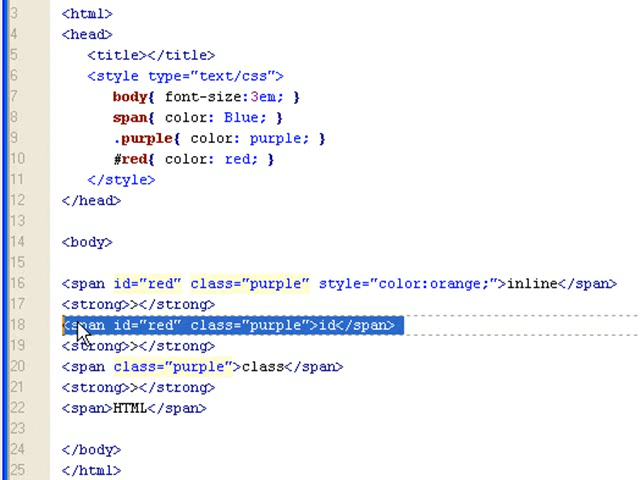 3 <html>
4 <head>
5 <title></title>
6 <style type="text/css">
7 body{ font-size:3em; }
8 span{ color: Blue; }
9 .purple{ color: purple; }
10 #red{ color: red; }
11 </style>
12 </head>
13
14 <body>
15
16 <span id="red" class="purple" style="color:orange;">inline</span>
17 <strong>></strong>
18 <span id="red" class="purple">id</span>
19 <strong>></strong>
20 <span class="purple">class</span>
21 <strong>></strong>
22 <span>HTML</span>
23
24 </body>
25 </html>